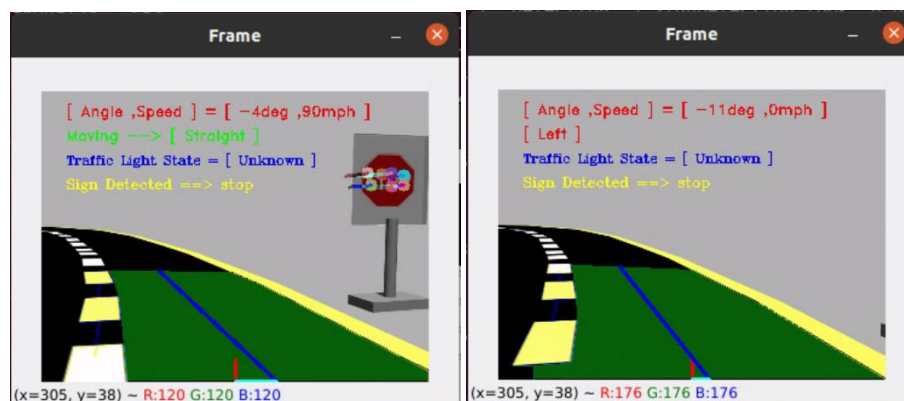 Frame
[ Angle ,Speed ] = [ -4deg ,90mph ]
Moving --> [ Straight ]
Traffic Light State = [ Unknown ]
Sign Detected ==> stop
(x=305, y=38) ~ R:120 G:120 B:120
Frame
[ Angle ,Speed ] = [ -11deg ,0mph ]
[ Left ]
Traffic Light State = [ Unknown ]
Sign Detected ==> stop
(x=305, y=38) ~ R:176 G:176 B:176